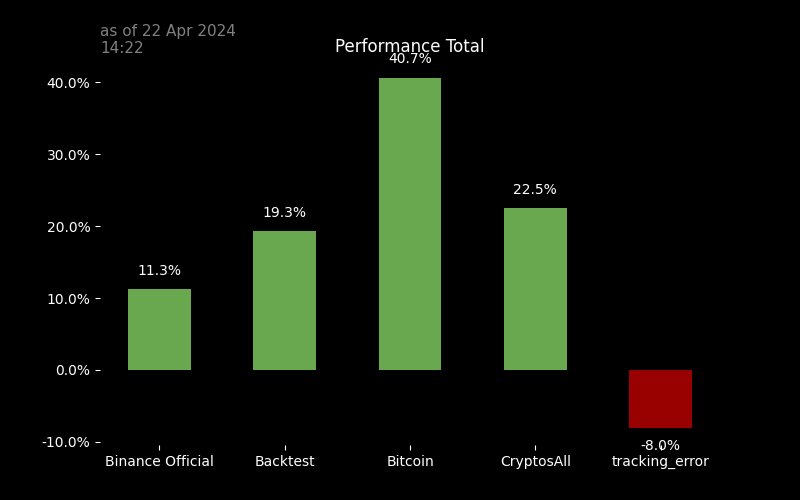 as of 22 Apr 2024
14:22
Performance Total
40.7%
40.0%
30.0%
22.5%
19.3%
20.0%
11.3%
10.0%
0.0%
-10.0%
-8.0%
Binance Official
Backtest
Bitcoin
CryptosAll
tracking_error